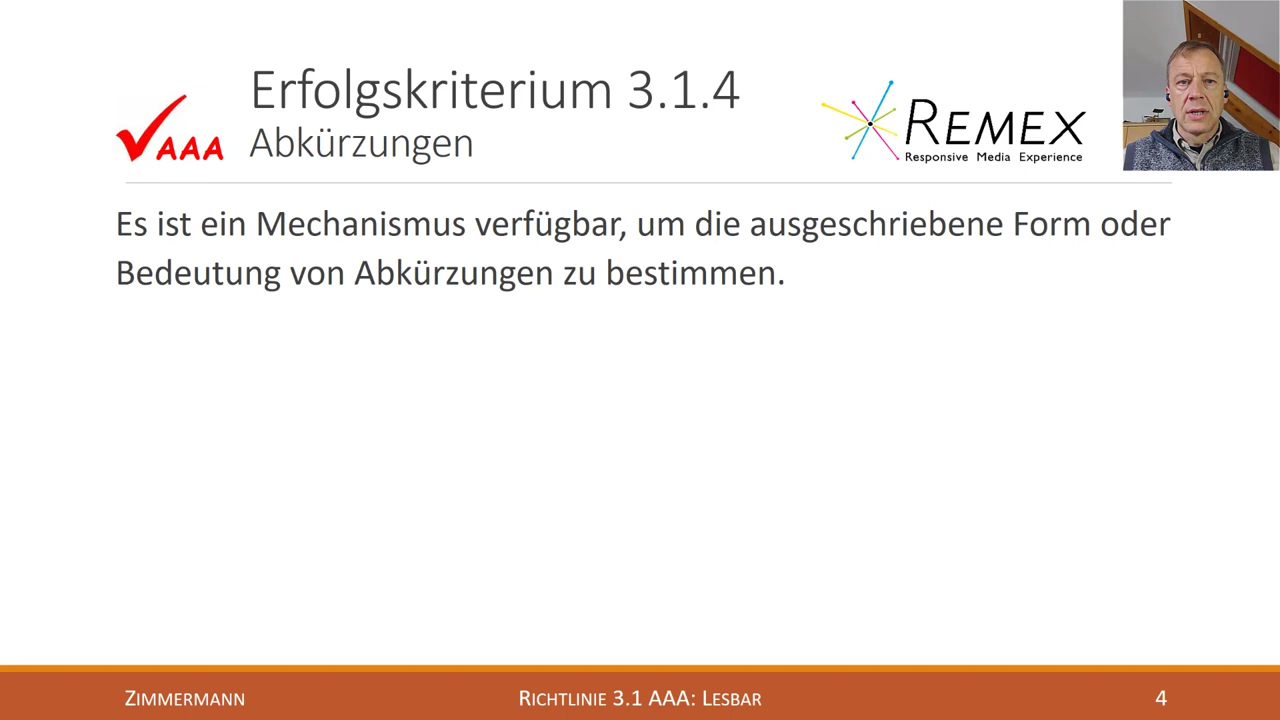 Erfolgskriterium 3.1.4
AAA Abkürzungen
REMEX
Responsive Media Experience
Es ist ein Mechanismus verfügbar, um die ausgeschriebene Form oder
Bedeutung von Abkürzungen zu bestimmen.
ZIMMERMANN RICHTLINIE 3.1 AAA: LESBAR 4